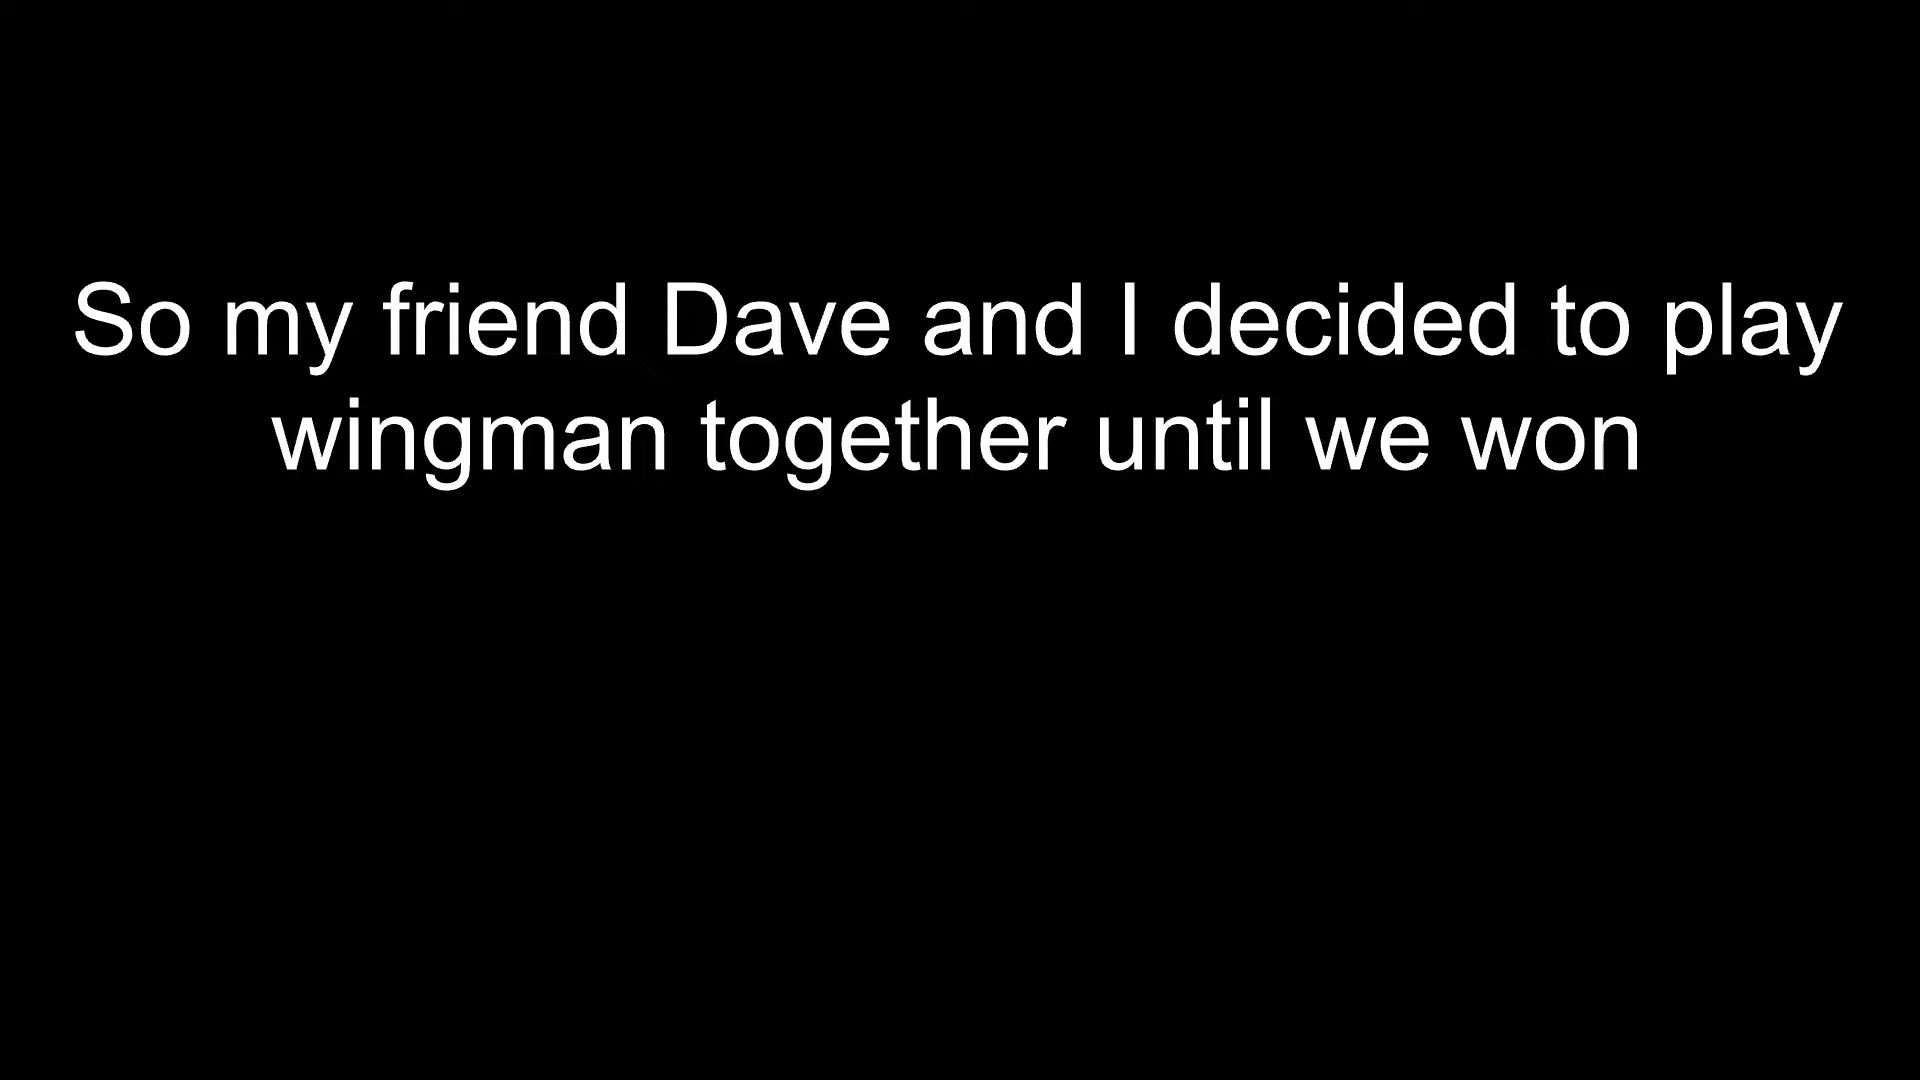 So my friend Dave and I decided to play
wingman together until we won